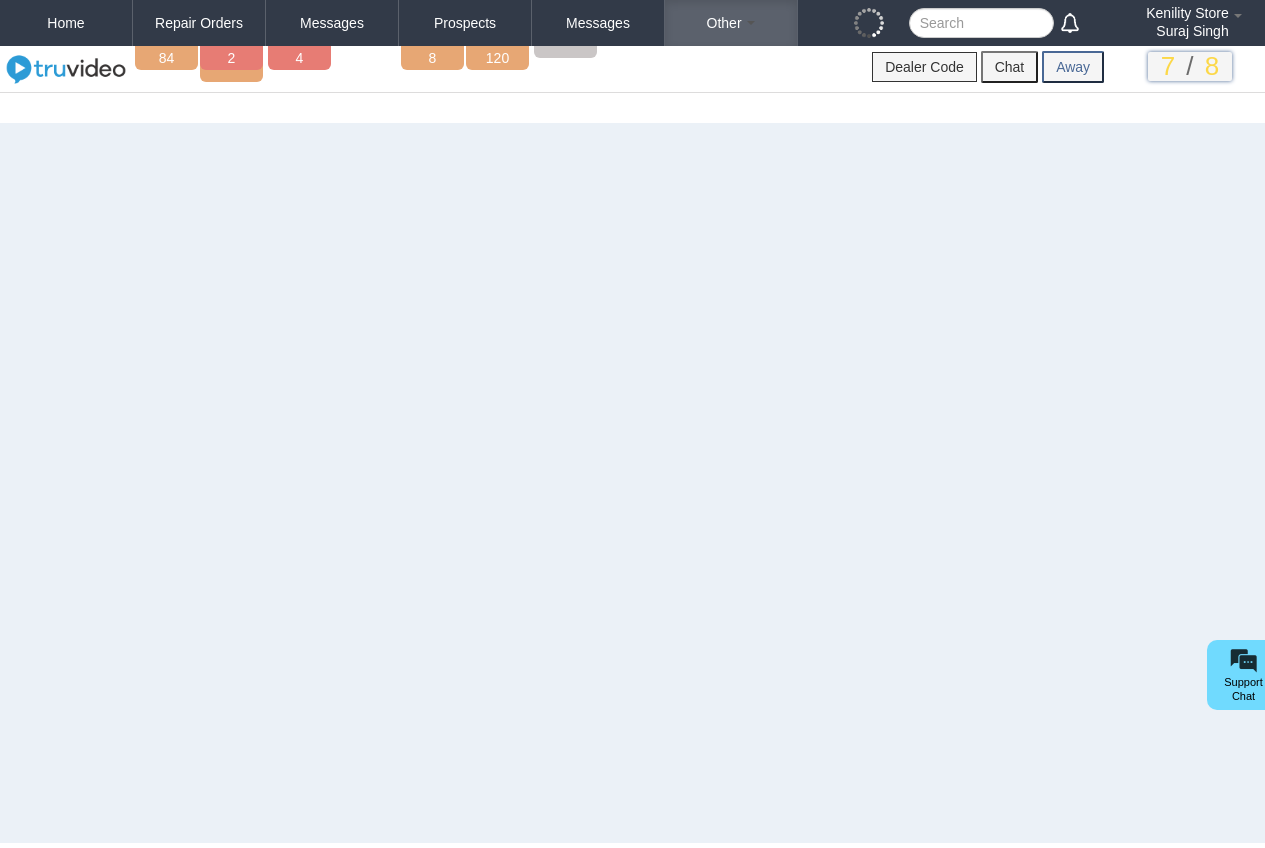 Home
Repair Orders
Messages
Prospects
Messages
Other
Search
Kenility Store
Suraj Singh
truvideo
84
2
4
8
120
Dealer Code
Chat
Away
7 / 8
Support
Chat